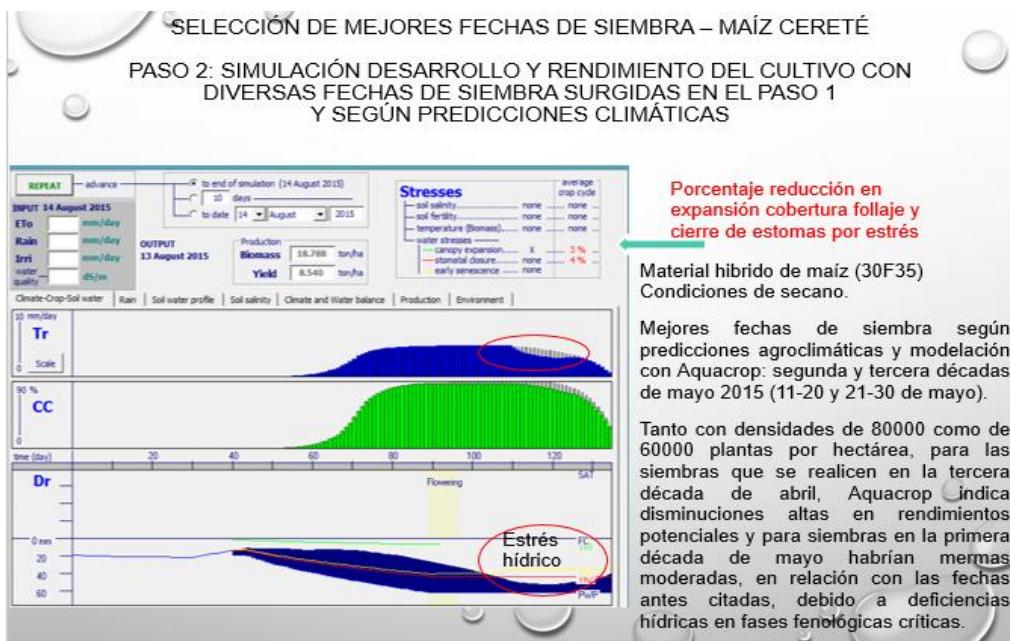 SELECCIÓN DE MEJORES FECHAS DE SIEMBRA – MAÍZ CERETÉ
PASO 2: SIMULACIÓN DESARROLLO Y RENDIMIENTO DEL CULTIVO CON
DIVERSAS FECHAS DE SIEMBRA SURGIDAS EN EL PASO 1
Y SEGÚN PREDICCIONES CLIMÁTICAS
REPEAT advance
to end of simulation (14 August 2015)
10 days
to date 14 August 2015
INPUT 14 August 2015
ETo mm/day
Rain mm/day
Irri mm/day
water quality dS/m
OUTPUT
13 August 2015
Production
Biomass 18.788 ton/ha
Yield 8.540 ton/ha
Stresses
average
crop cycle
soil salinity none none
soil fertility none none
temperature (Biomass) none none
water stresses
canopy expansion X 3 %
stomatal closure none 4 %
early senescence none
Climate-Crop-Soil water Rain Soil water profile Soil salinity Climate and Water balance Production Environment
10 mm/day
Tr
0 Scale
90 %
CC
0
time (day) 20 40 60 80 100 120
Dr
Flowering
SAT
0 mm
FC
20
40
60
PWP
Estrés
hídrico
Porcentaje reducción en
expansión cobertura follaje y
cierre de estomas por estrés
Material hibrido de maíz (30F35)
Condiciones de secano.
Mejores fechas de siembra según
predicciones agroclimáticas y modelación
con Aquacrop: segunda y tercera décadas
de mayo 2015 (11-20 y 21-30 de mayo).
Tanto con densidades de 80000 como de
60000 plantas por hectárea, para las
siembras que se realicen en la tercera
década de abril, Aquacrop indica
disminuciones altas en rendimientos
potenciales y para siembras en la primera
década de mayo habrían mermas
moderadas, en relación con las fechas
antes citadas, debido a deficiencias
hídricas en fases fenológicas críticas.